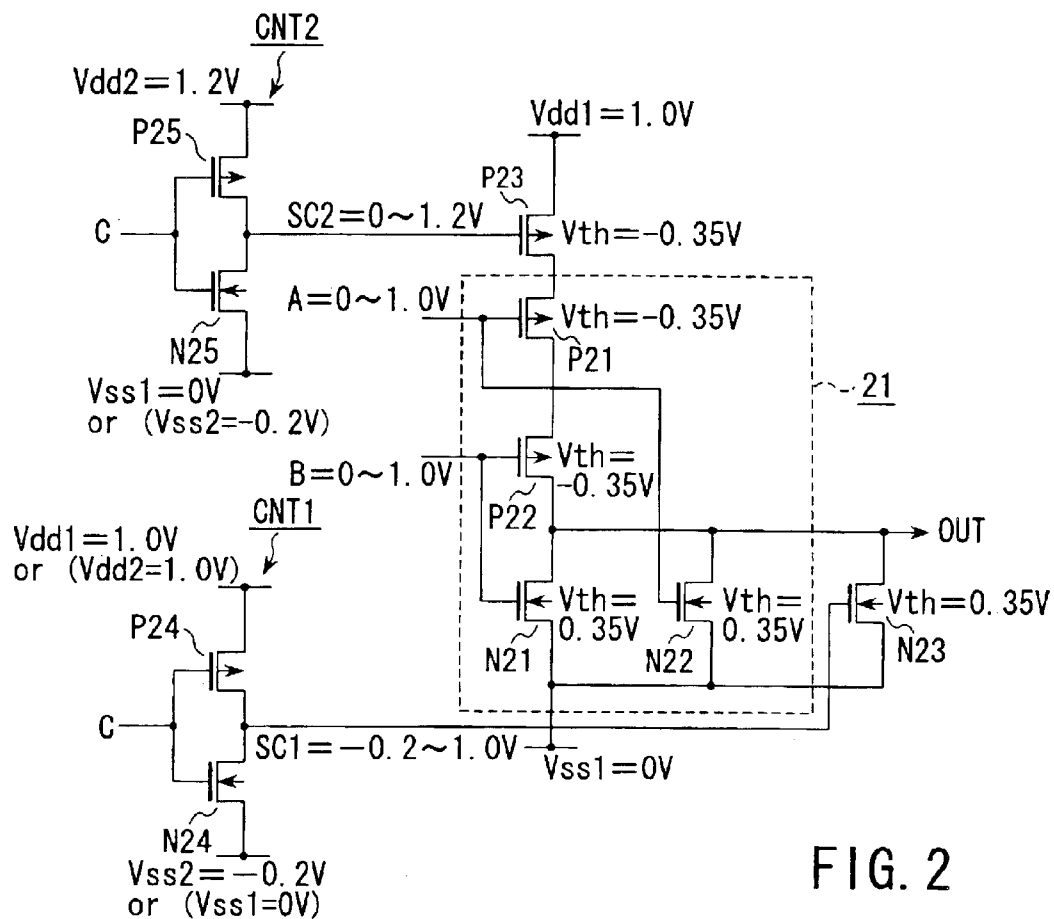 CNT2
Vdd2=1.2V
P25
C
N25
Vss1=0V
or (Vss2=-0.2V)
SC2=0~1.2V
Vdd1=1.0V
P23
Vth=-0.35V
A=0~1.0V
Vth=-0.35V
P21
21
B=0~1.0V
Vth=
-0.35V
P22
OUT
CNT1
Vdd1=1.0V
or (Vdd2=1.0V)
P24
C
N24
Vss2=-0.2V
or (Vss1=0V)
SC1=-0.2~1.0V
Vth=
0.35V
N21
Vth=
0.35V
N22
Vth=0.35V
N23
Vss1=0V
FIG. 2